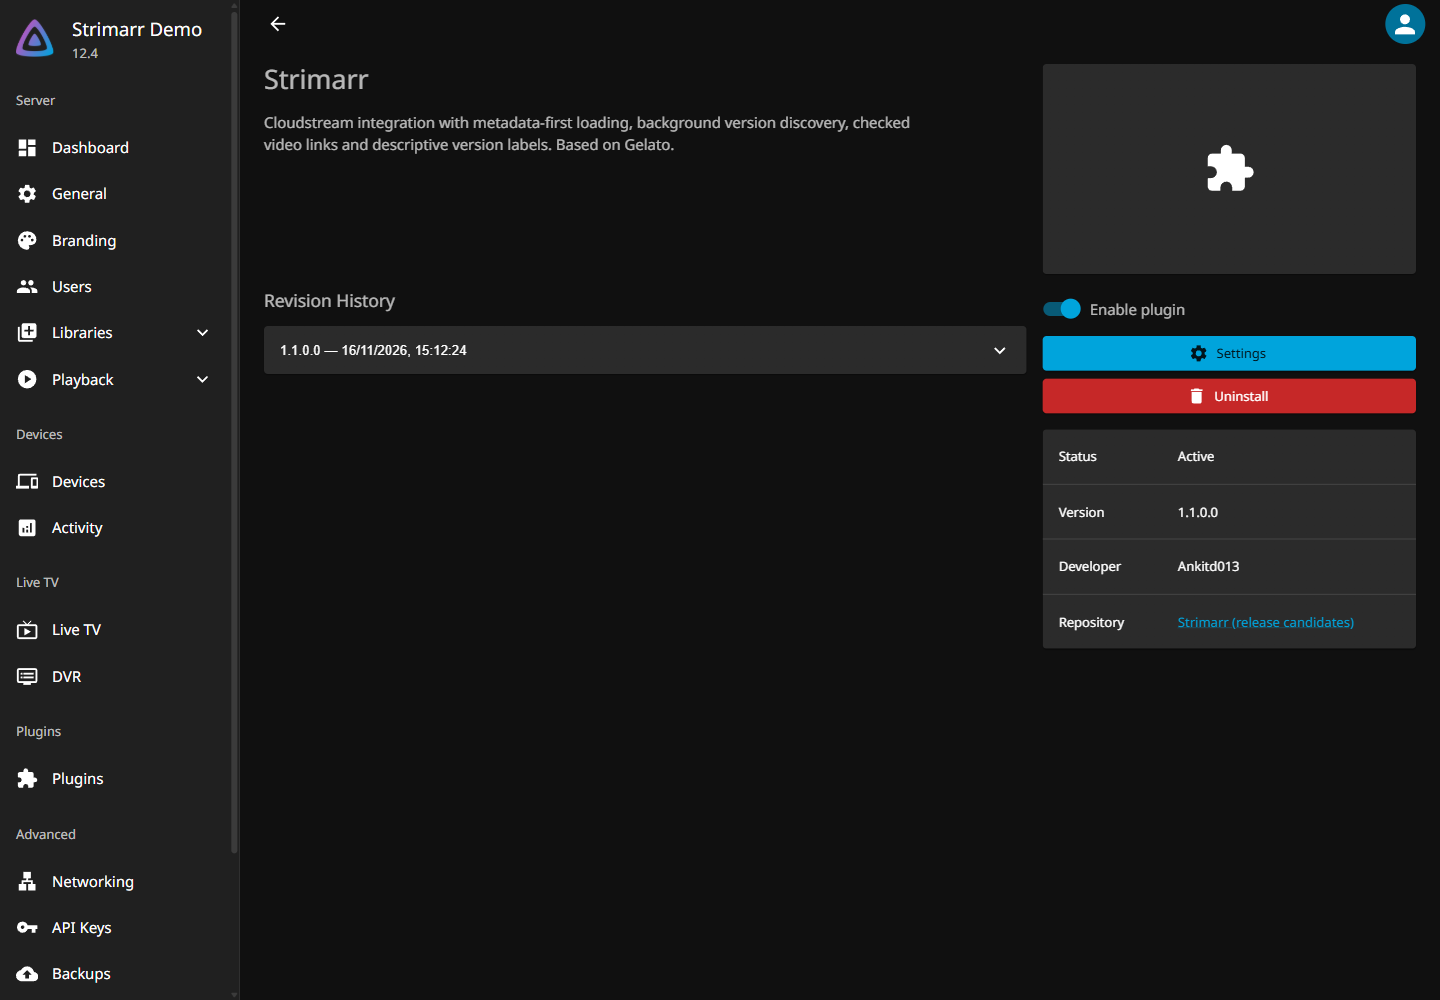 Strimarr Demo
12.4
Server
Dashboard
General
Branding
Users
Libraries
Playback
Devices
Devices
Activity
Live TV
Live TV
DVR
Plugins
Plugins
Advanced
Networking
API Keys
Backups
Strimarr
Cloudstream integration with metadata-first loading, background version discovery, checked
video links and descriptive version labels. Based on Gelato.
Revision History
1.1.0.0 — 16/11/2026, 15:12:24
Enable plugin
Settings
Uninstall
Status Active
Version 1.1.0.0
Developer Ankitd013
Repository Strimarr (release candidates)